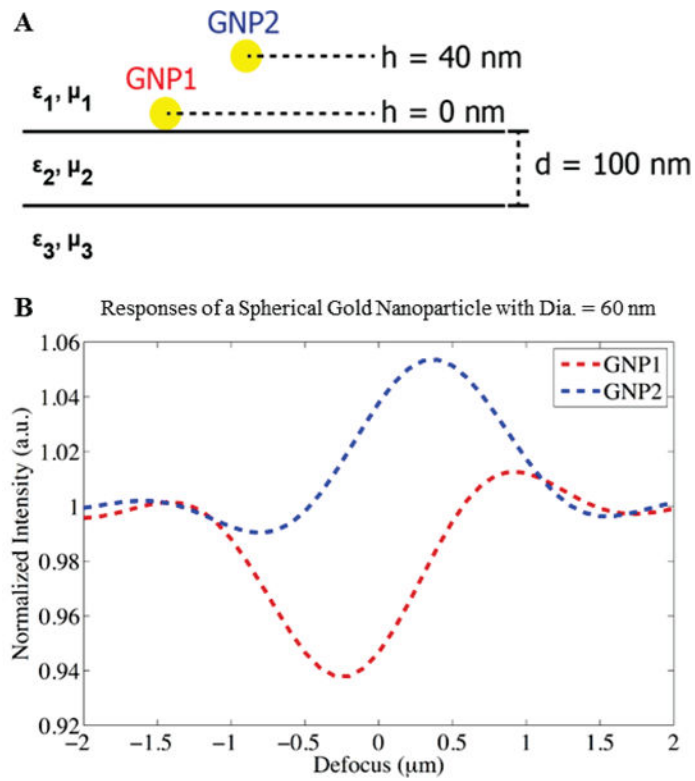 A
GNP2
h = 40 nm
GNP1
ε1, μ1
h = 0 nm
ε2, μ2
d = 100 nm
ε3, μ3
B Responses of a Spherical Gold Nanoparticle with Dia. = 60 nm
1.06
1.04
1.02
1
0.98
0.96
0.94
0.92
Normalized Intensity (a.u.)
GNP1
GNP2
−2 −1.5 −1 −0.5 0 0.5 1 1.5 2
Defocus (μm)